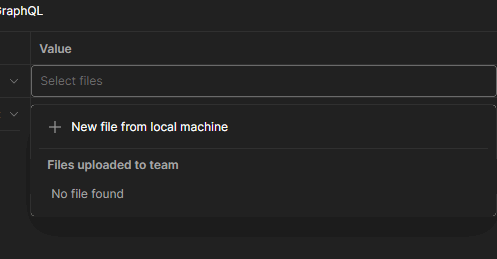 GraphQL
Value
Select files
New file from local machine
Files uploaded to team
No file found